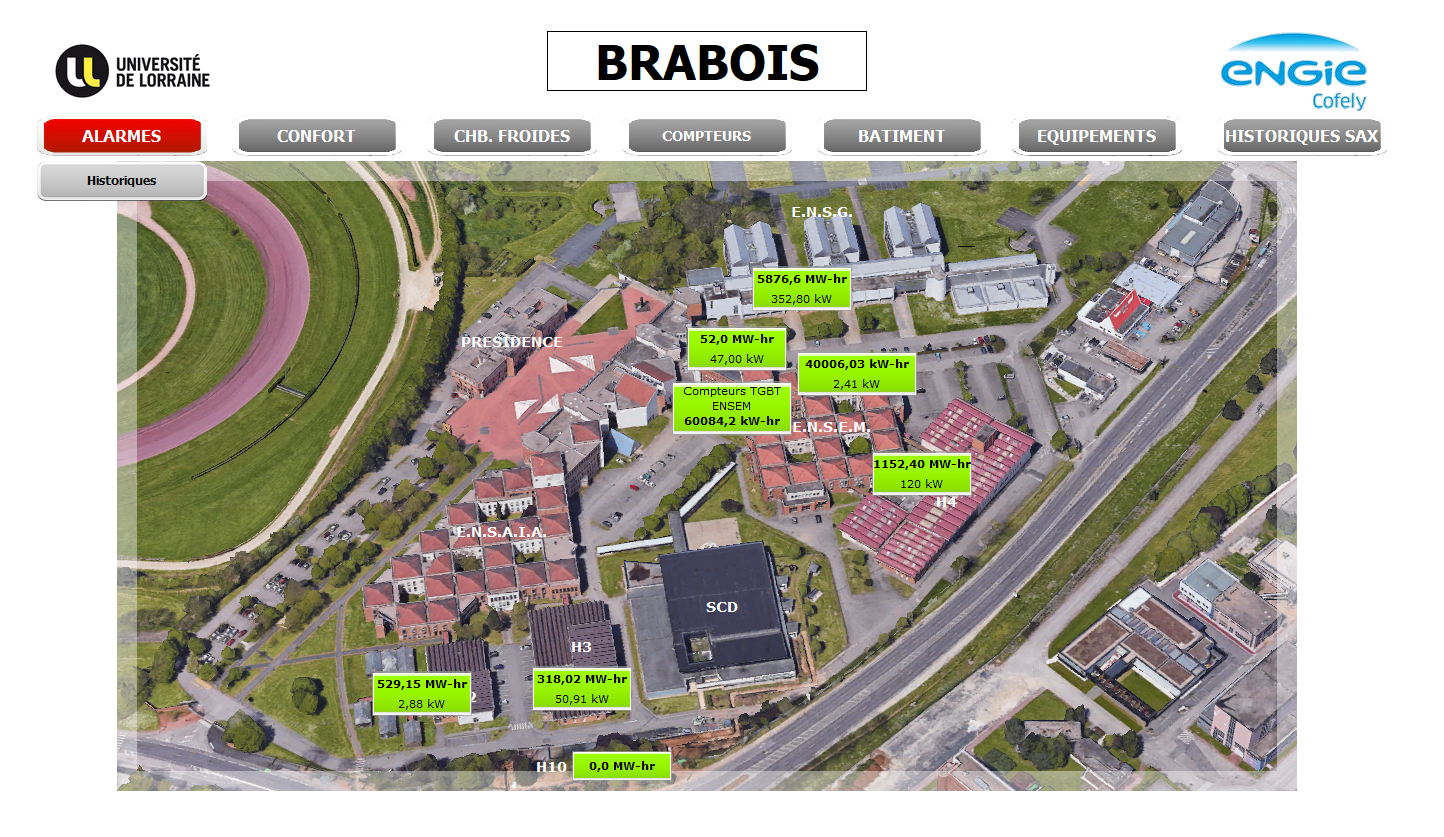 UNIVERSITÉ
DE LORRAINE
BRABOIS
ENGIE
Cofely
ALARMES
CONFORT
CHB. FROIDES
COMPTEURS
BATIMENT
EQUIPEMENTS
HISTORIQUES SAX
Historiques
E.N.S.G.
5876,6 MW-hr
352,80 kW
PRESIDENCE
52,0 MW-hr
47,00 kW
40006,03 kW-hr
2,41 kW
Compteurs TGBT
ENSEM
60084,2 kW-hr
E.N.S.E.M.
1152,40 MW-hr
120 kW
H4
E.N.S.A.I.A.
SCD
H3
318,02 MW-hr
50,91 kW
529,15 MW-hr
2,88 kW
H10
0,0 MW-hr